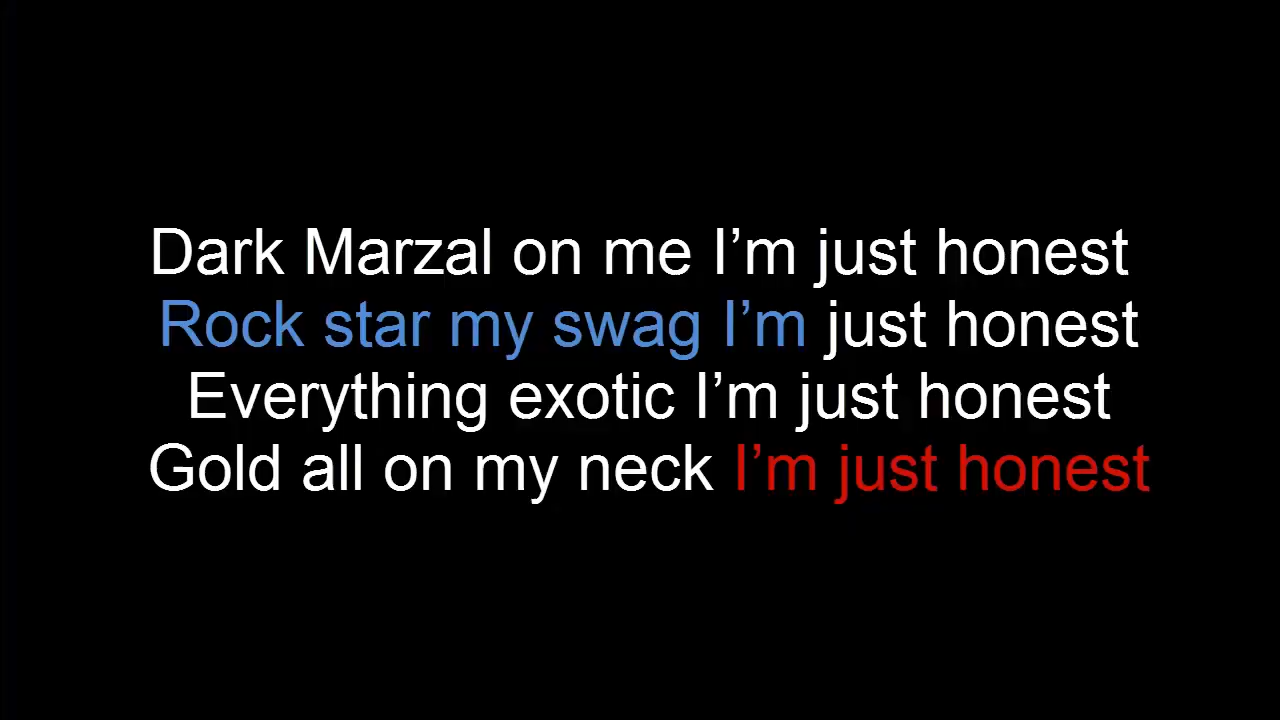 Dark Marzal on me I’m just honest
Rock star my swag I’m just honest
Everything exotic I’m just honest
Gold all on my neck I’m just honest